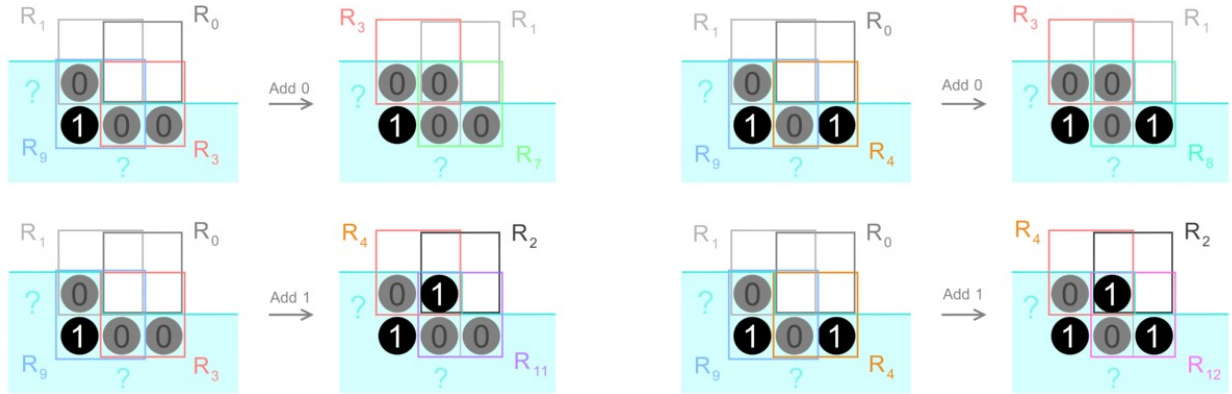 R1 R0 R3 R1 R1 R0 R3 R1
? 0 0 0 ? 0 0 0
Add 0 Add 0
1 0 0 1 0 0 1 0 1 1 0 1
R9 ? R3 ? R7 R9 ? R4 ? R8
R1 R0 R4 R2 R1 R0 R4 R2
? 0 ? 0 1 ? 0 ? 0 1
Add 1 Add 1
1 0 0 1 0 0 1 0 1 1 0 1
R9 ? R3 ? R11 R9 ? R4 ? R12